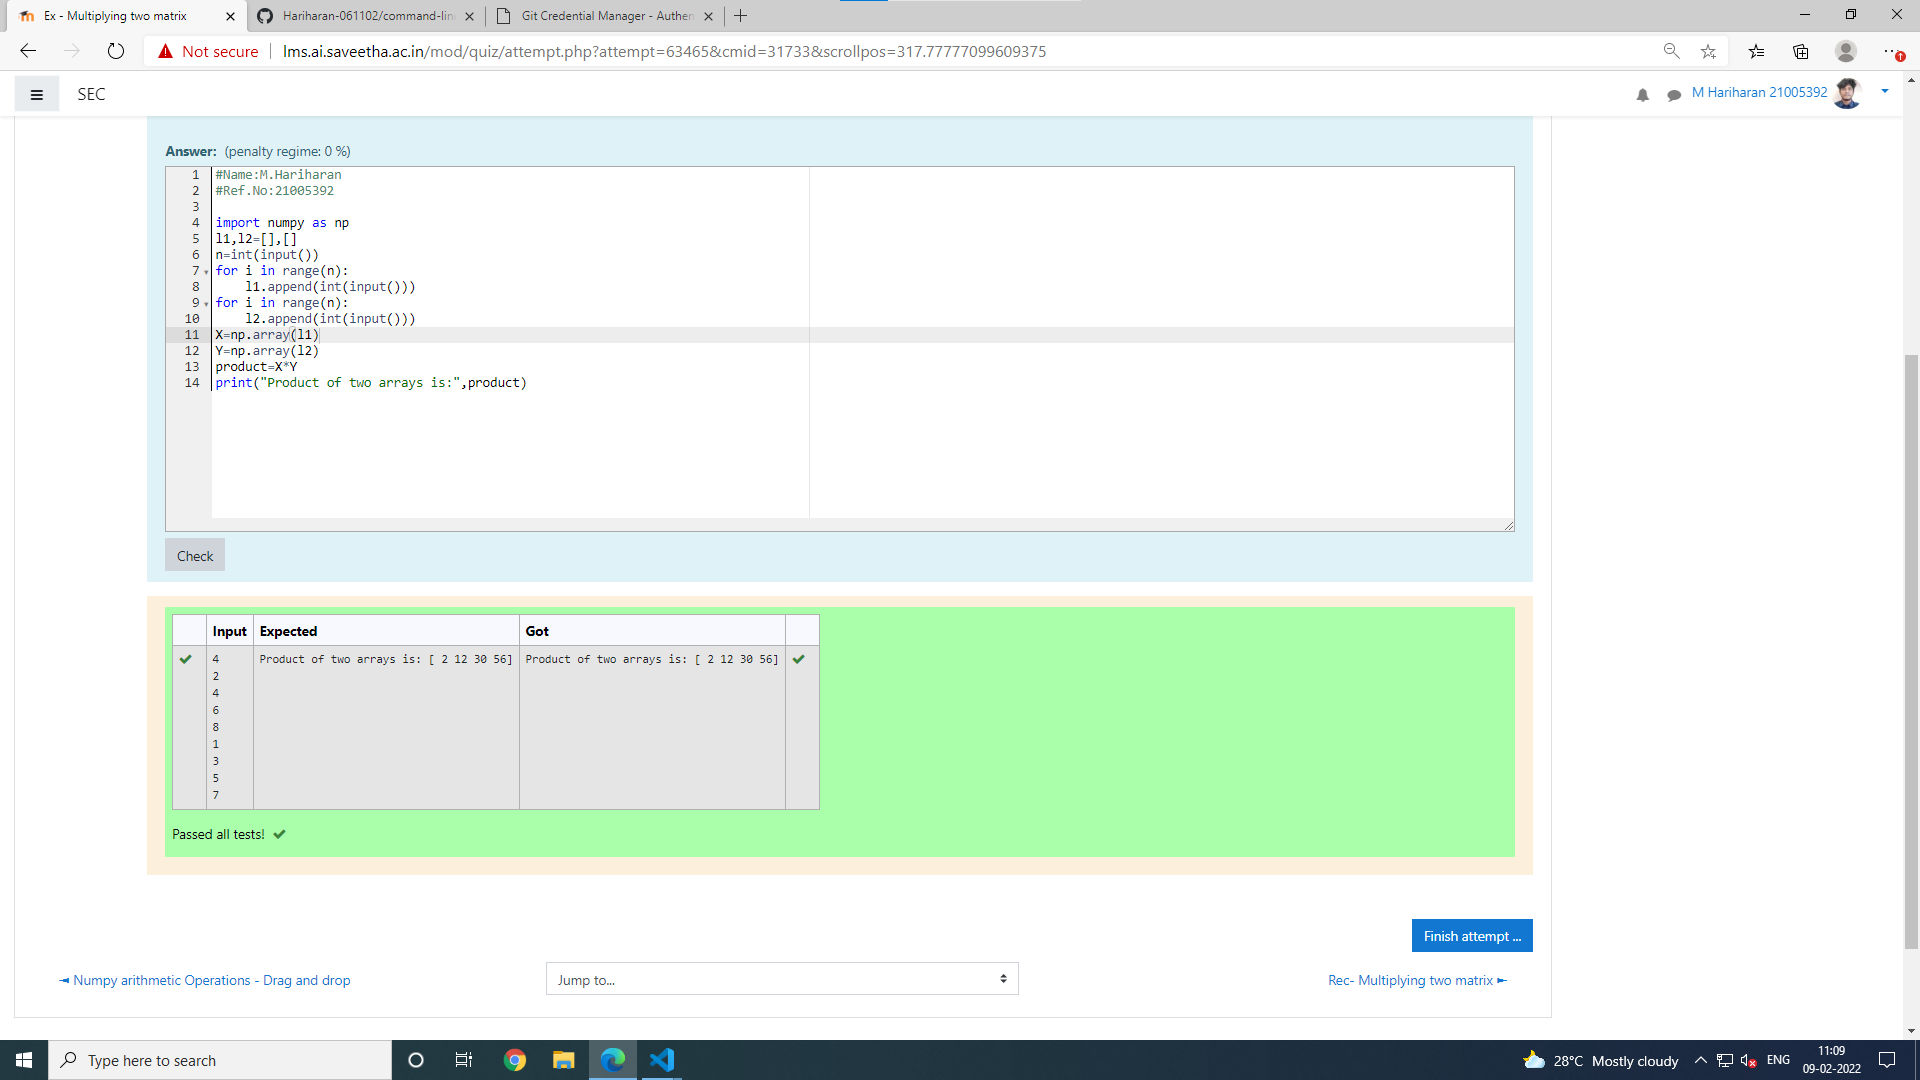 Ex - Multiplying two matrix
Hariharan-061102/command-lin
Git Credential Manager - Authen
Not secure
lms.ai.saveetha.ac.in/mod/quiz/attempt.php?attempt=63465&cmid=31733&scrollpos=317.77777099609375
SEC
M Hariharan 21005392
Answer: (penalty regime: 0 %)
1 #Name:M.Hariharan
2 #Ref.No:21005392
3
4 import numpy as np
5 l1,l2=[],[]
6 n=int(input())
7 for i in range(n):
8     l1.append(int(input()))
9 for i in range(n):
10     l2.append(int(input()))
11 X=np.array(l1)
12 Y=np.array(l2)
13 product=X*Y
14 print("Product of two arrays is:",product)
Check
Input Expected Got
4 Product of two arrays is: [ 2 12 30 56] Product of two arrays is: [ 2 12 30 56]
2
4
6
8
1
3
5
7
Passed all tests!
Finish attempt ...
◄ Numpy arithmetic Operations - Drag and drop
Jump to...
Rec- Multiplying two matrix ►
Type here to search
28°C Mostly cloudy
ENG
11:09
09-02-2022